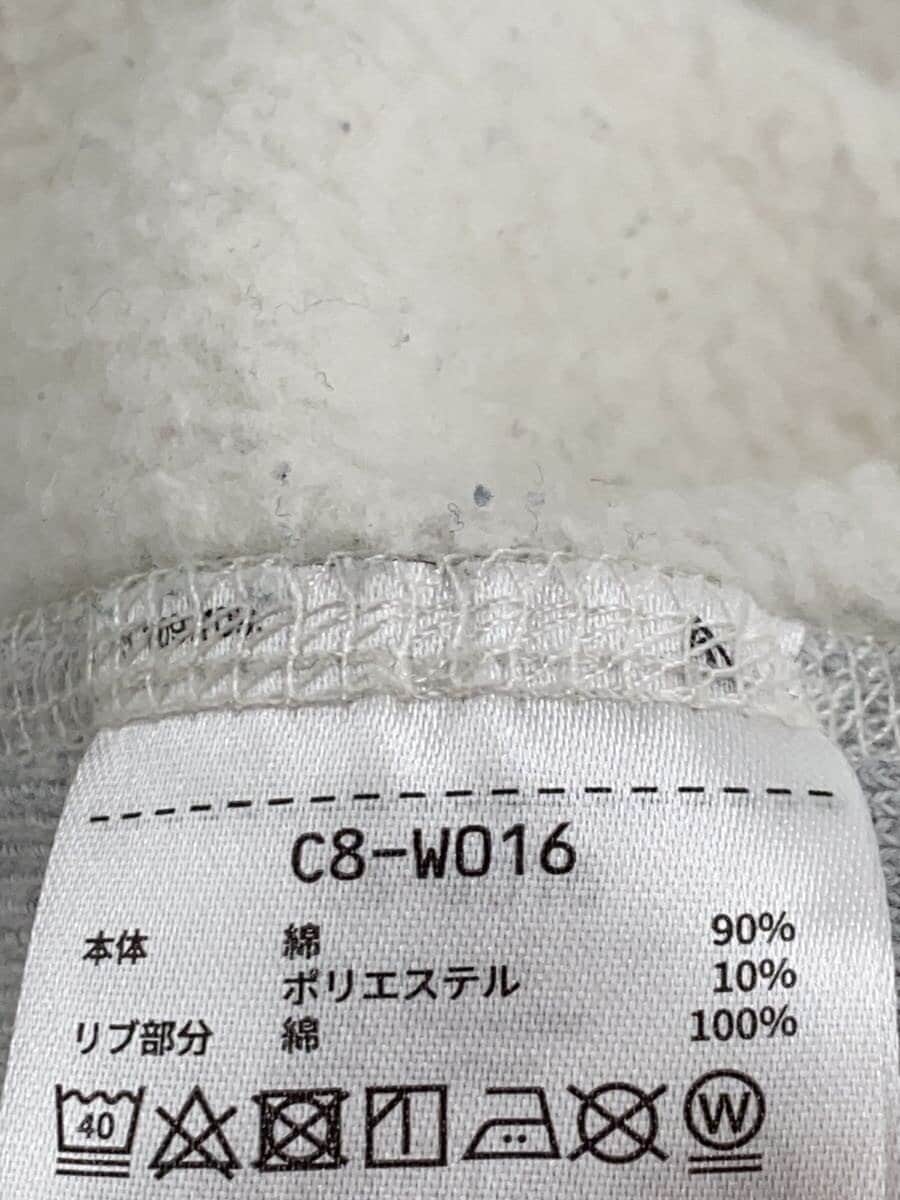 C8-W016
本体 綿 90%
ポリエステル 10%
リブ部分 綿 100%
40
W